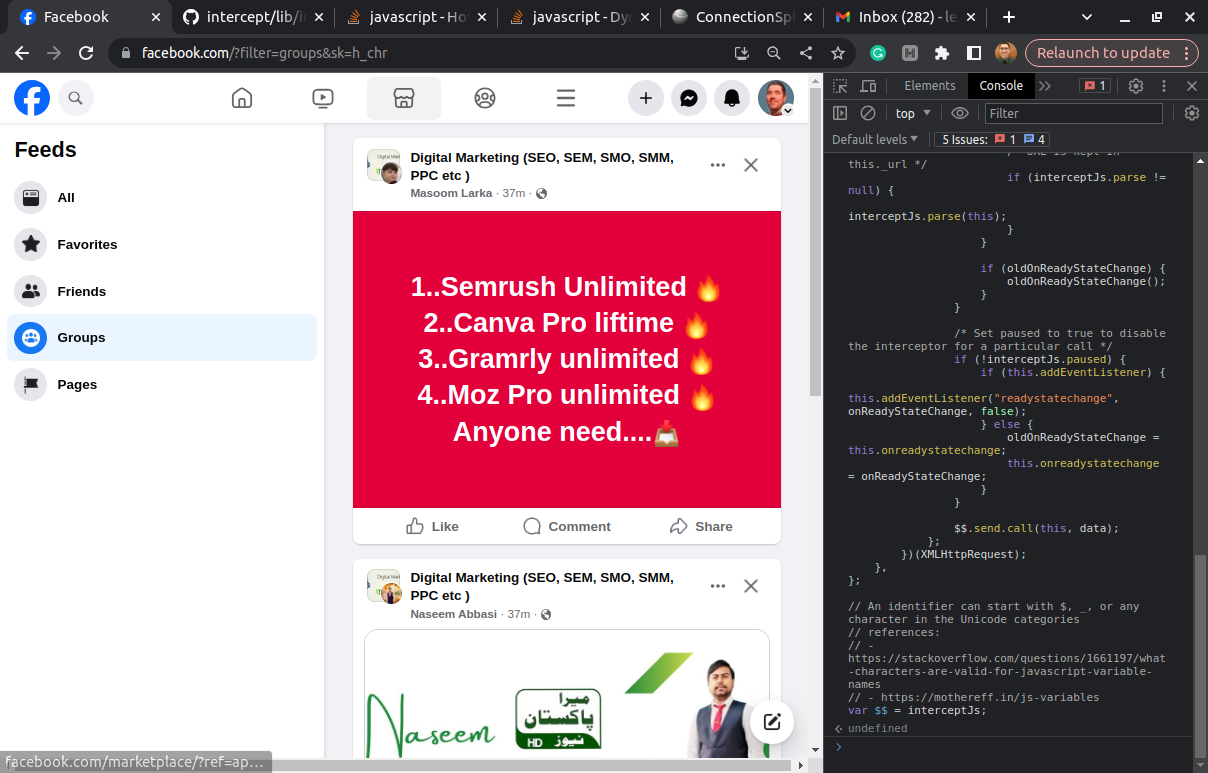 Facebook
intercept/lib/i
javascript - Ho
javascript - Dy
ConnectionSpl
Inbox (282) - le
facebook.com/?filter=groups&sk=h_chr
Relaunch to update
Feeds
All
Favorites
Friends
Groups
Pages
Digital Marketing (SEO, SEM, SMO, SMM,
PPC etc )
Masoom Larka · 37m ·
1..Semrush Unlimited 🔥
2..Canva Pro liftime 🔥
3..Gramrly unlimited 🔥
4..Moz Pro unlimited 🔥
Anyone need....📥
Like
Comment
Share
Digital Marketing (SEO, SEM, SMO, SMM,
PPC etc )
Naseem Abbasi · 37m ·
Naseem
میرا
پاکستان
HD نیوز
facebook.com/marketplace/?ref=ap…
Elements
Console
1
top
Filter
Default levels
5 Issues: 1 4
this._url */
if (interceptJs.parse !=
null) {
interceptJs.parse(this);
}
}
if (oldOnReadyStateChange) {
oldOnReadyStateChange();
}
}
/* Set paused to true to disable
the interceptor for a particular call */
if (!interceptJs.paused) {
if (this.addEventListener) {
this.addEventListener("readystatechange",
onReadyStateChange, false);
} else {
oldOnReadyStateChange =
this.onreadystatechange;
this.onreadystatechange
= onReadyStateChange;
}
}
$$.send.call(this, data);
};
})(XMLHttpRequest);
},
};
// An identifier can start with $, _, or any
character in the Unicode categories
// references:
// -
https://stackoverflow.com/questions/1661197/what
-characters-are-valid-for-javascript-variable-
names
// - https://mothereff.in/js-variables
var $$ = interceptJs;
undefined